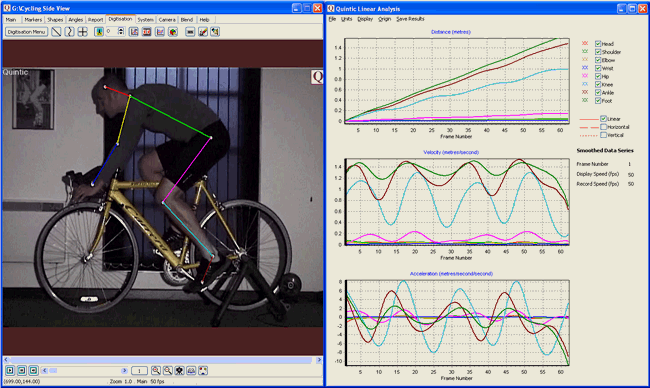 G:\Cycling Side View
Main Markers Shapes Angles Report Digitisation System Camera Blend Help
Digitisation Menu 0
Quintic
Q
1
[699.00,144.00] Zoom 1.0 Main 50 fps
Quintic Linear Analysis
File Units Display Origin Save Results
Distance (metres)
1.4
1.2
1
0.8
0.6
0.4
0.2
0
5 10 15 20 25 30 35 40 45 50 55 60
Frame Number
Head
Shoulder
Elbow
Wrist
Hip
Knee
Ankle
Foot
Linear
Horizontal
Vertical
Smoothed Data Series
Frame Number 1
Display Speed (fps) 50
Record Speed (fps) 50
Velocity (metres/second)
1.6
1.4
1.2
1
0.8
0.6
0.4
0.2
0
5 10 15 20 25 30 35 40 45 50 55 60
Frame Number
Acceleration (metres/second/second)
8
6
4
2
0
-2
-4
-6
-8
-10
5 10 15 20 25 30 35 40 45 50 55 60
Frame Number